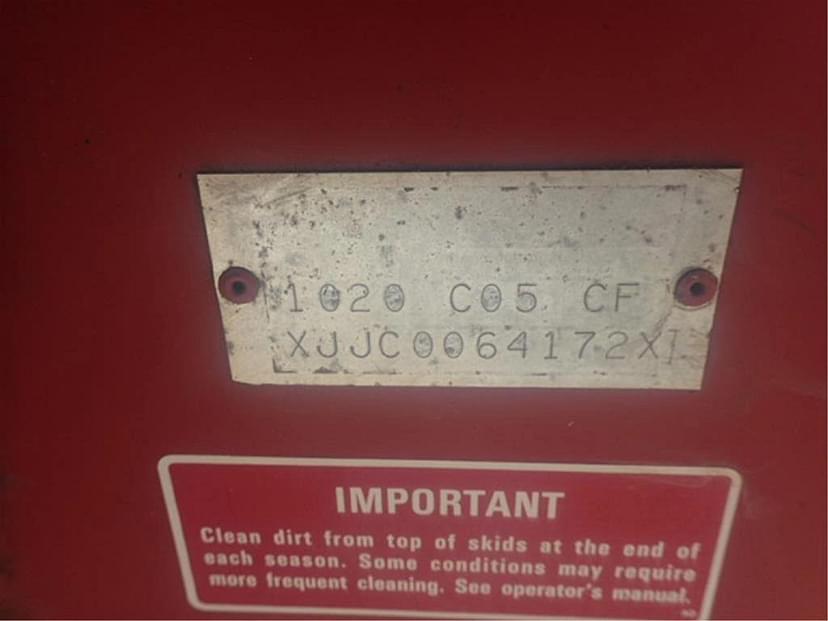 1020 C05 CF
XJJC0064172X
IMPORTANT
Clean dirt from top of skids at the end of
each season. Some conditions may require
more frequent cleaning. See operator's manual.